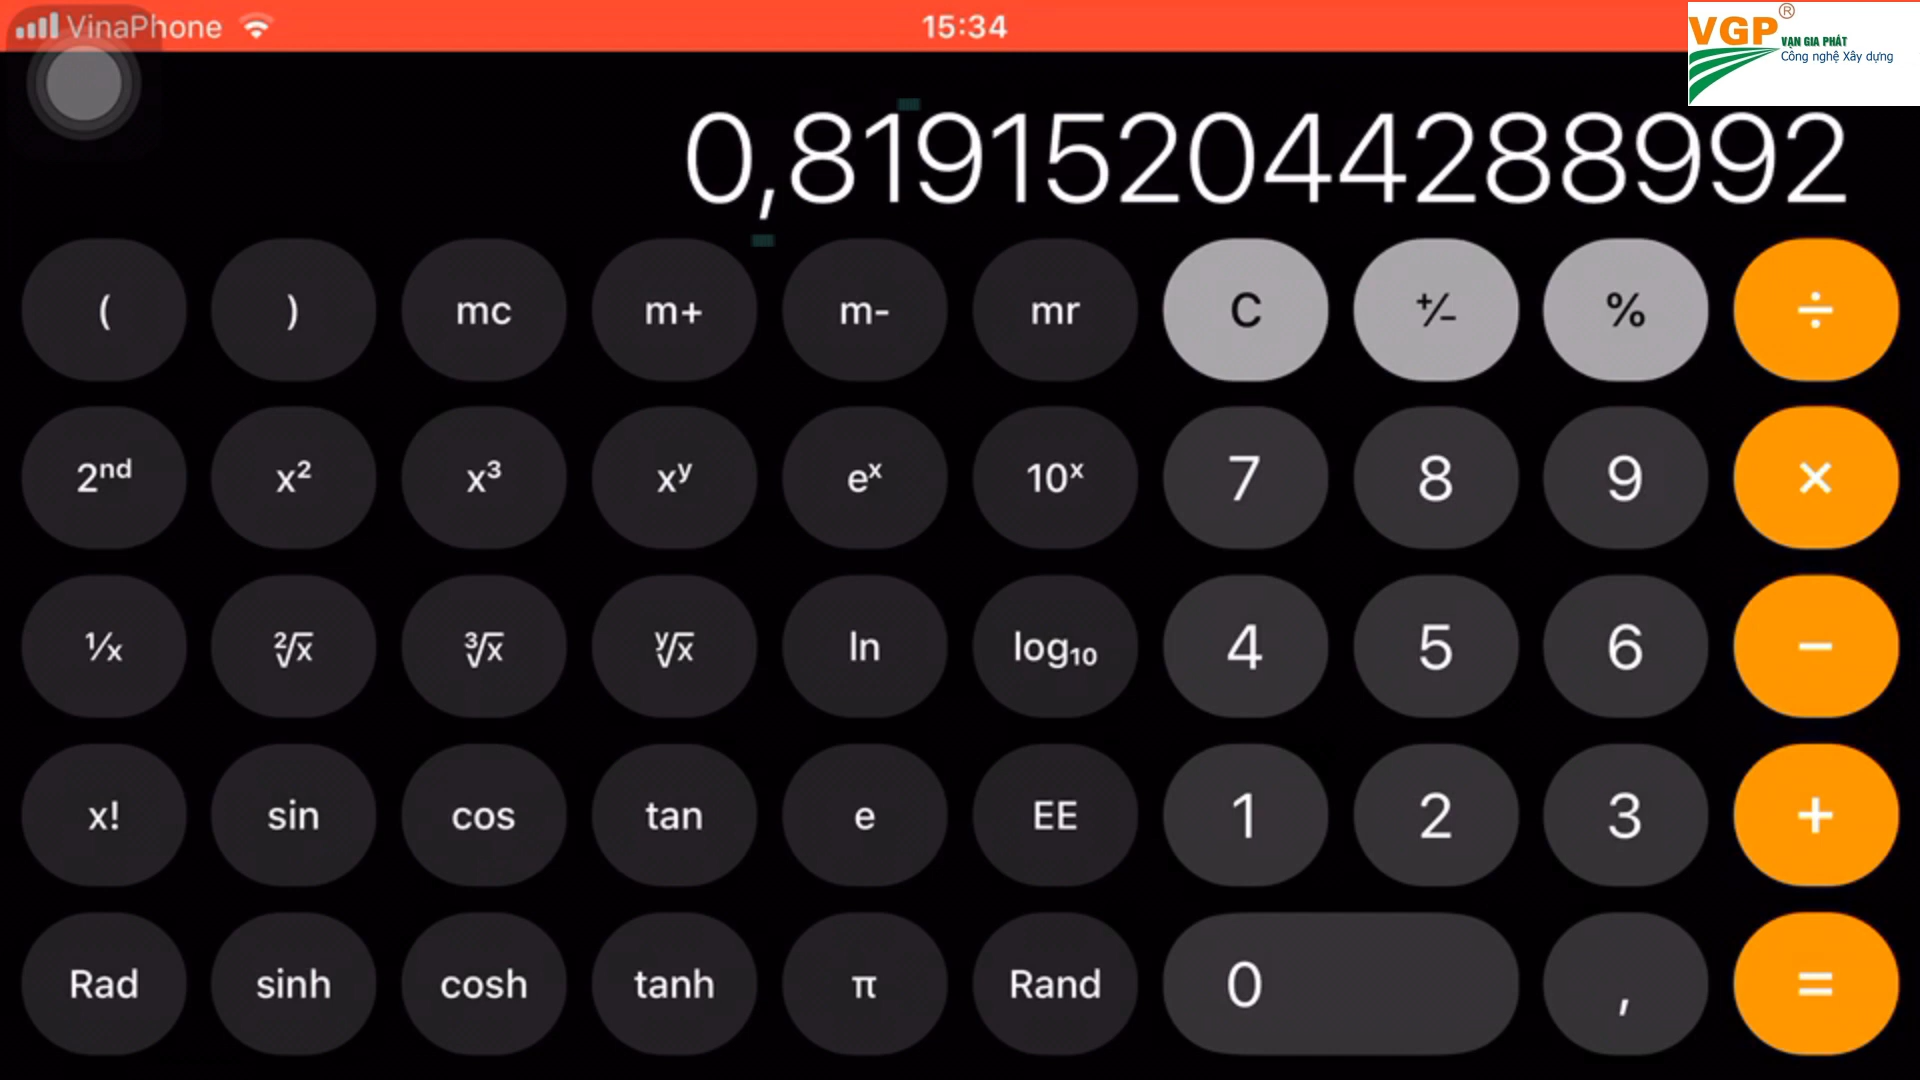 VinaPhone 15:34
VGP®
VẠN GIA PHÁT
Công nghệ Xây dựng
0,819152044288992
( ) mc m+ m- mr C ⁺∕₋ % ÷
2ⁿᵈ x² x³ xʸ eˣ 10ˣ 7 8 9 ×
¹∕x ²√x ³√x ʸ√x ln log₁₀ 4 5 6 −
x! sin cos tan e EE 1 2 3 +
Rad sinh cosh tanh π Rand 0 , =